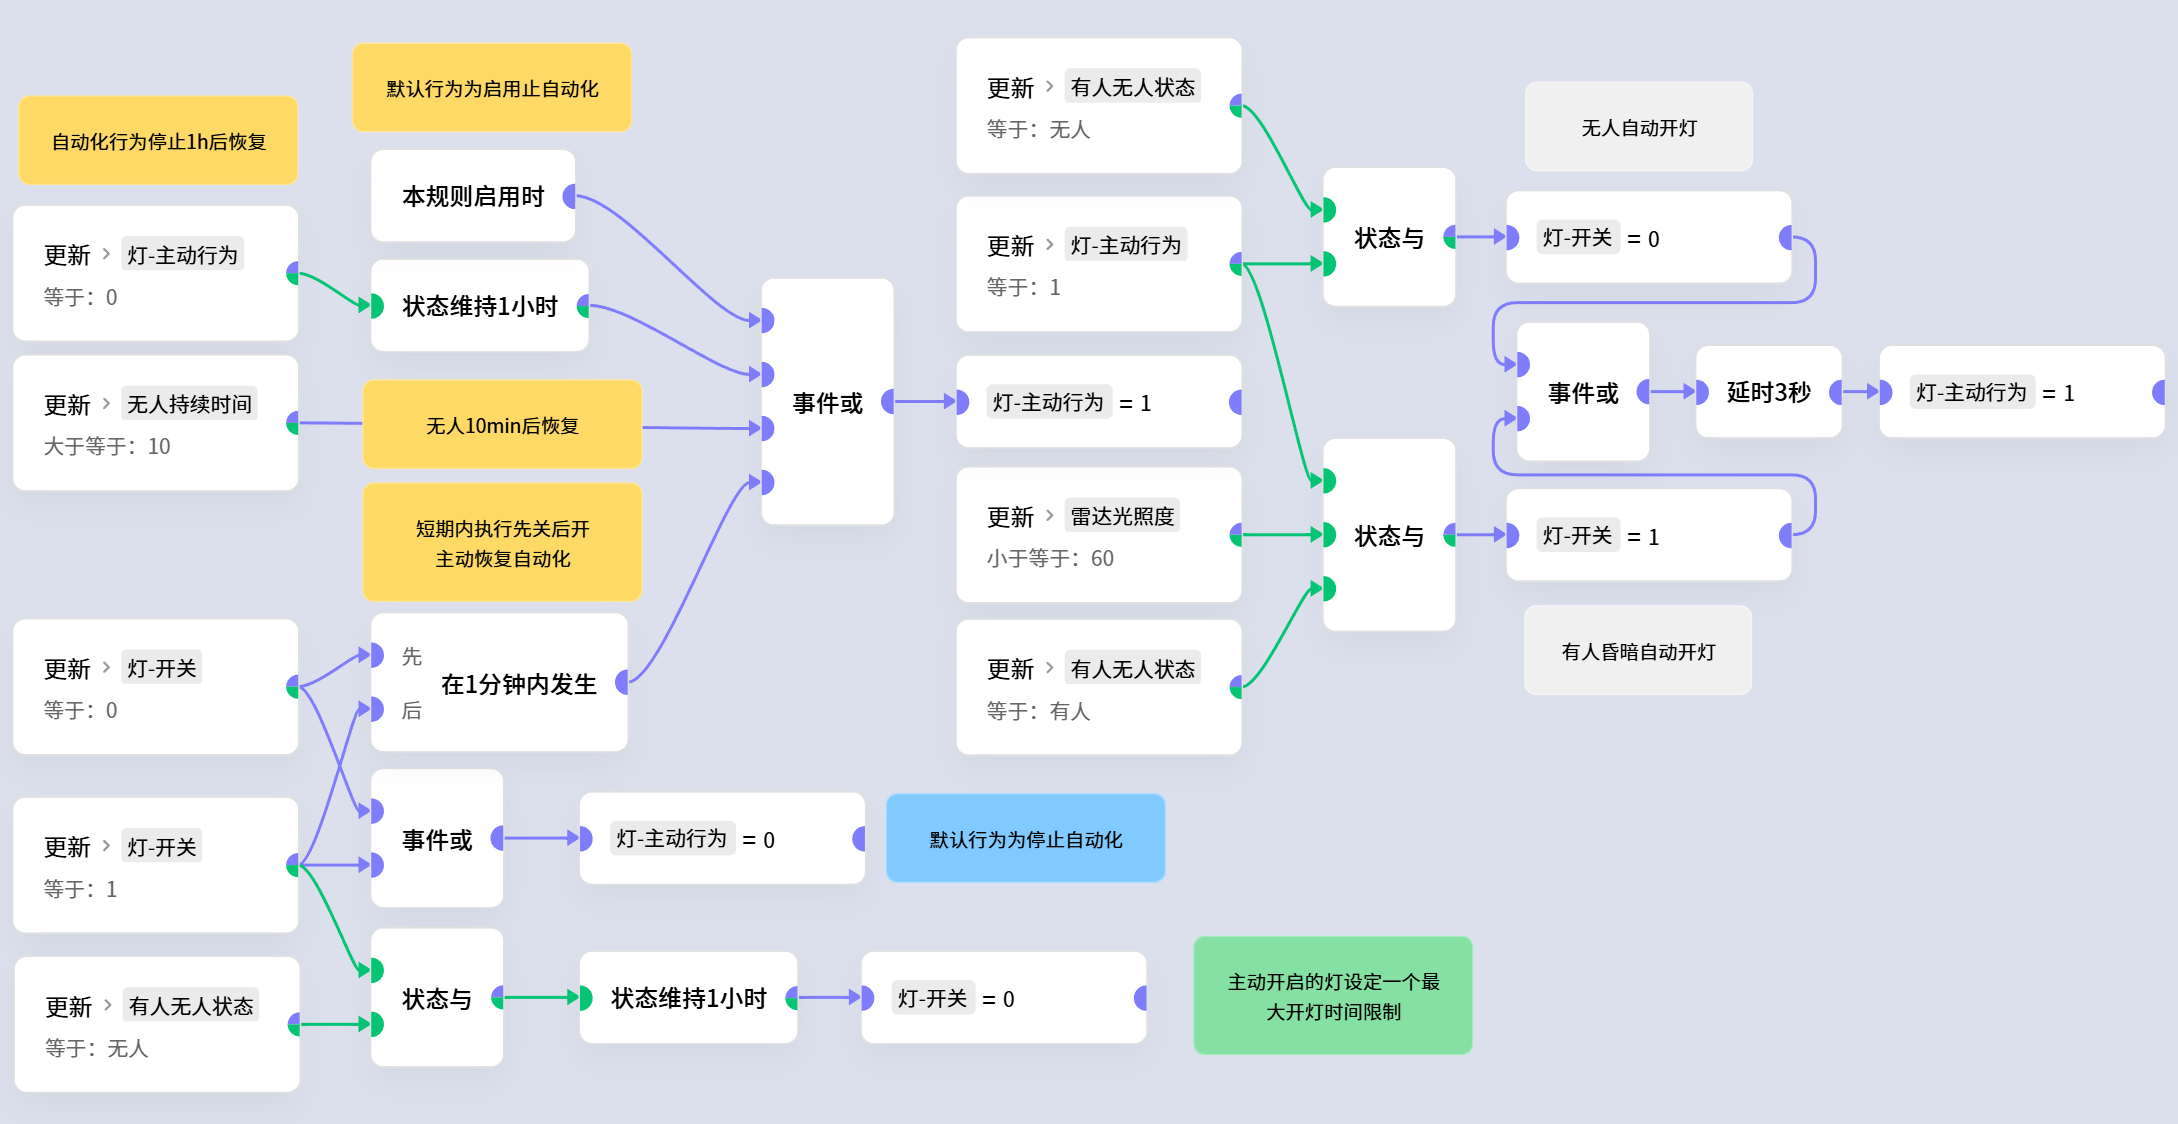 默认行为为启用止自动化
自动化行为停止1h后恢复
本规则启用时
更新 > 灯-主动行为
等于：0
状态维持1小时
更新 > 无人持续时间
大于等于：10
无人10min后恢复
短期内执行先关后开
主动恢复自动化
更新 > 灯-开关
等于：0
先
后
在1分钟内发生
更新 > 灯-开关
等于：1
事件或
灯-主动行为 = 0
默认行为为停止自动化
更新 > 有人无人状态
等于：无人
状态与
状态维持1小时
灯-开关 = 0
主动开启的灯设定一个最
大开灯时间限制
事件或
更新 > 有人无人状态
等于：无人
更新 > 灯-主动行为
等于：1
灯-主动行为 = 1
更新 > 雷达光照度
小于等于：60
更新 > 有人无人状态
等于：有人
状态与
状态与
无人自动开灯
灯-开关 = 0
事件或
延时3秒
灯-主动行为 = 1
灯-开关 = 1
有人昏暗自动开灯